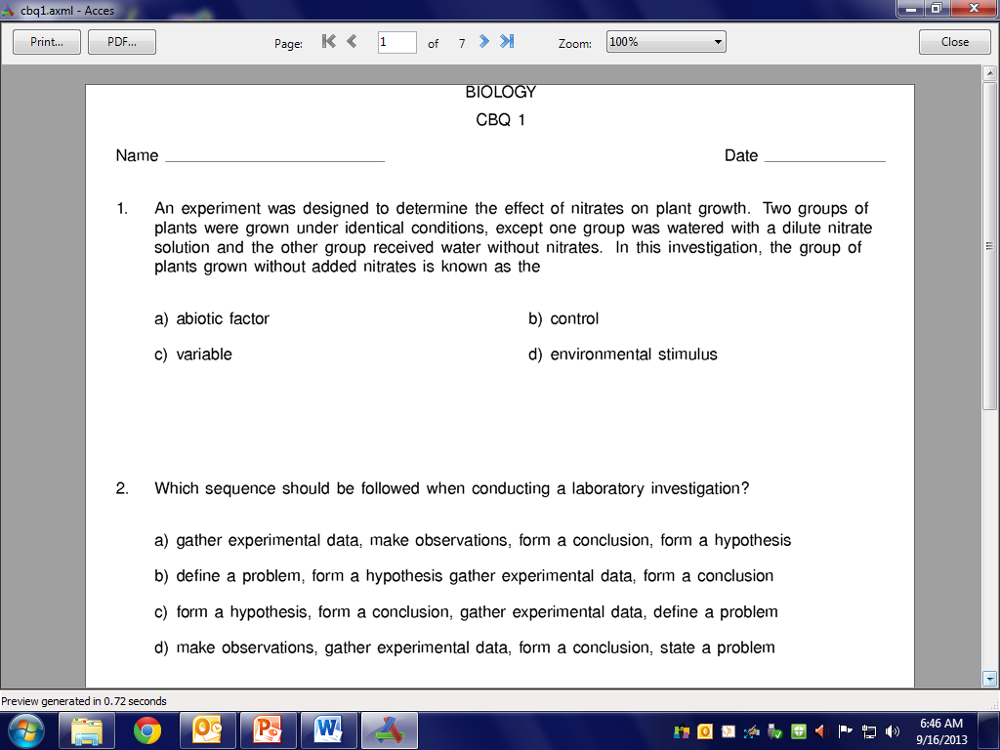 cbq1.axml - Acces
Print...
PDF...
Page:
1
of
7
Zoom:
100%
Close
BIOLOGY
CBQ 1
Name ___________________________ Date _______________
1. An experiment was designed to determine the effect of nitrates on plant growth. Two groups of
plants were grown under identical conditions, except one group was watered with a dilute nitrate
solution and the other group received water without nitrates. In this investigation, the group of
plants grown without added nitrates is known as the
a) abiotic factor b) control
c) variable d) environmental stimulus
2. Which sequence should be followed when conducting a laboratory investigation?
a) gather experimental data, make observations, form a conclusion, form a hypothesis
b) define a problem, form a hypothesis gather experimental data, form a conclusion
c) form a hypothesis, form a conclusion, gather experimental data, define a problem
d) make observations, gather experimental data, form a conclusion, state a problem
Preview generated in 0.72 seconds
6:46 AM
9/16/2013